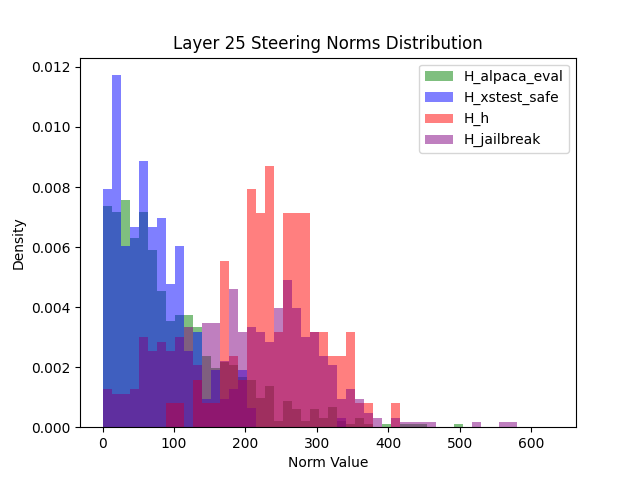 Layer 25 Steering Norms Distribution
H_alpaca_eval
H_xstest_safe
H_h
H_jailbreak
Density
0.012
0.010
0.008
0.006
0.004
0.002
0.000
0 100 200 300 400 500 600
Norm Value